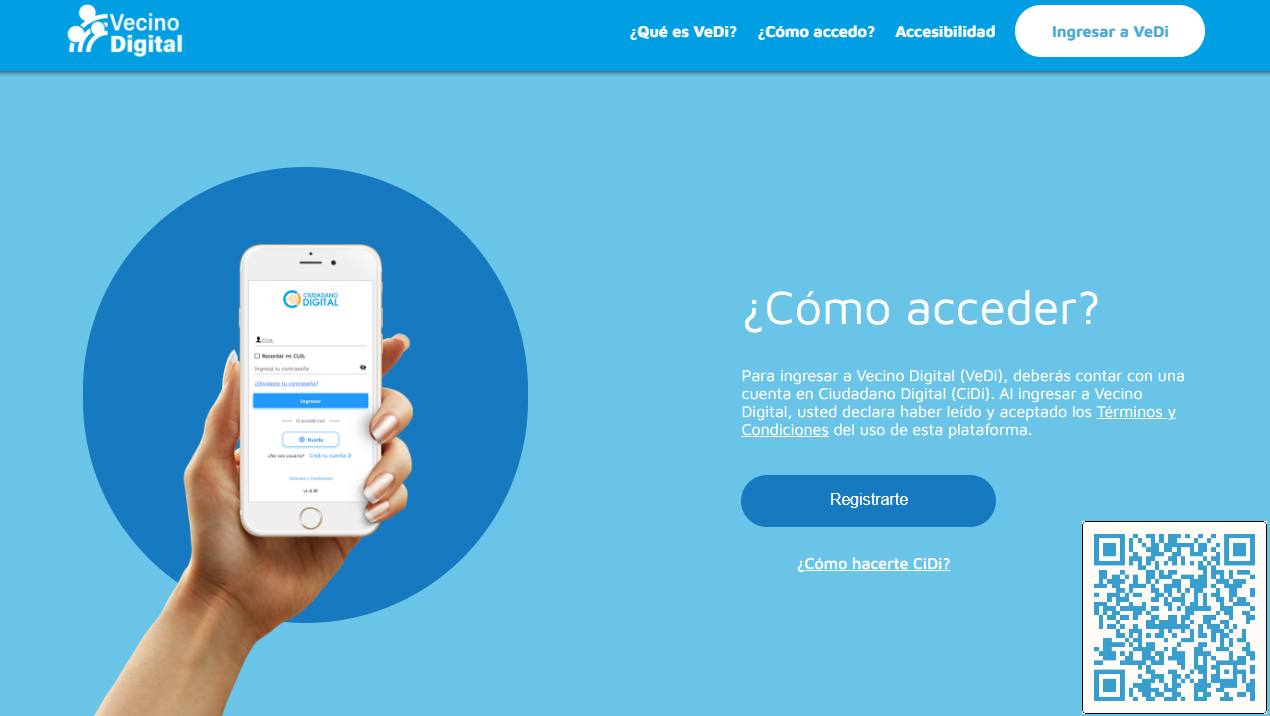 Vecino
Digital
¿Qué es VeDi?
¿Cómo accedo?
Accesibilidad
Ingresar a VeDi
CIUDADANO
DIGITAL
CUIL
Recordar mi CUIL
Ingresá tu contraseña
¿Olvidaste tu contraseña?
Ingresar
O accedé con
Huella
¿No sos usuario? Creá tu cuenta
Términos y Condiciones
¿Cómo acceder?
Para ingresar a Vecino Digital (VeDi), deberás contar con una
cuenta en Ciudadano Digital (CiDi). Al ingresar a Vecino
Digital, usted declara haber leído y aceptado los Términos y
Condiciones del uso de esta plataforma.
Registrarte
¿Cómo hacerte CiDi?